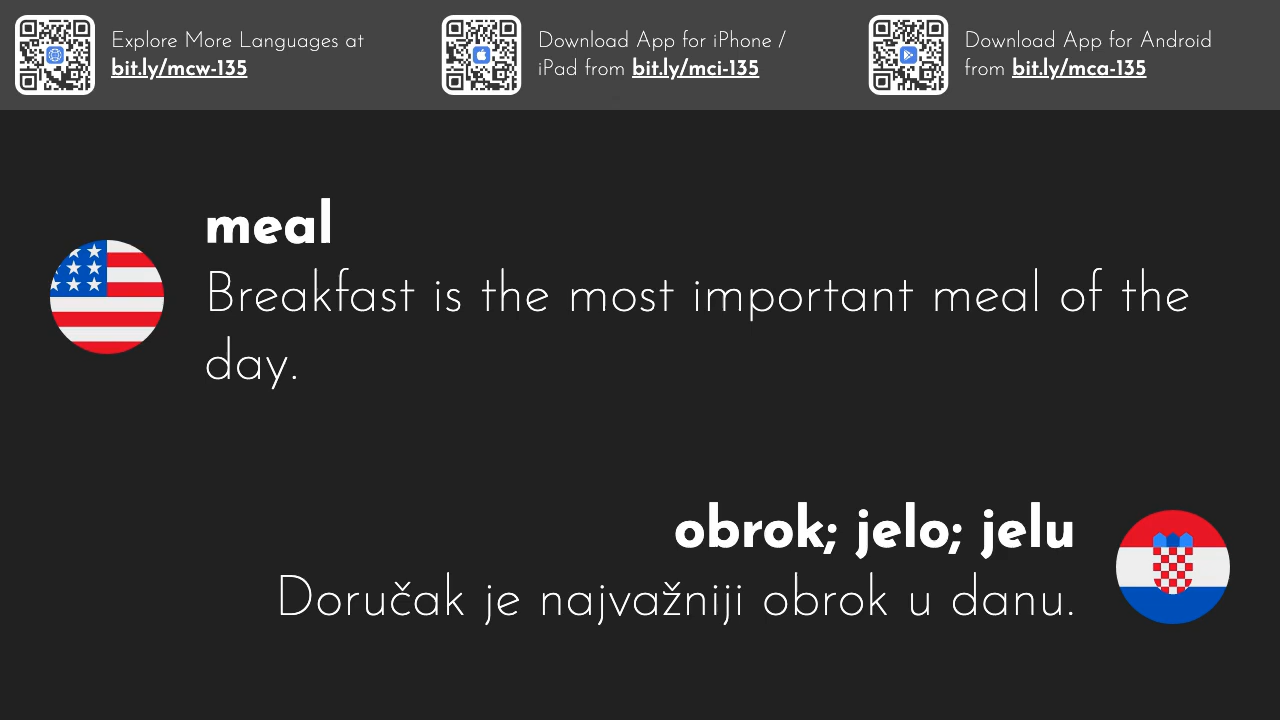 Explore More Languages at
bit.ly/mcw-135
Download App for iPhone /
iPad from bit.ly/mci-135
Download App for Android
from bit.ly/mca-135
meal
Breakfast is the most important meal of the
day.
obrok; jelo; jelu
Doručak je najvažniji obrok u danu.